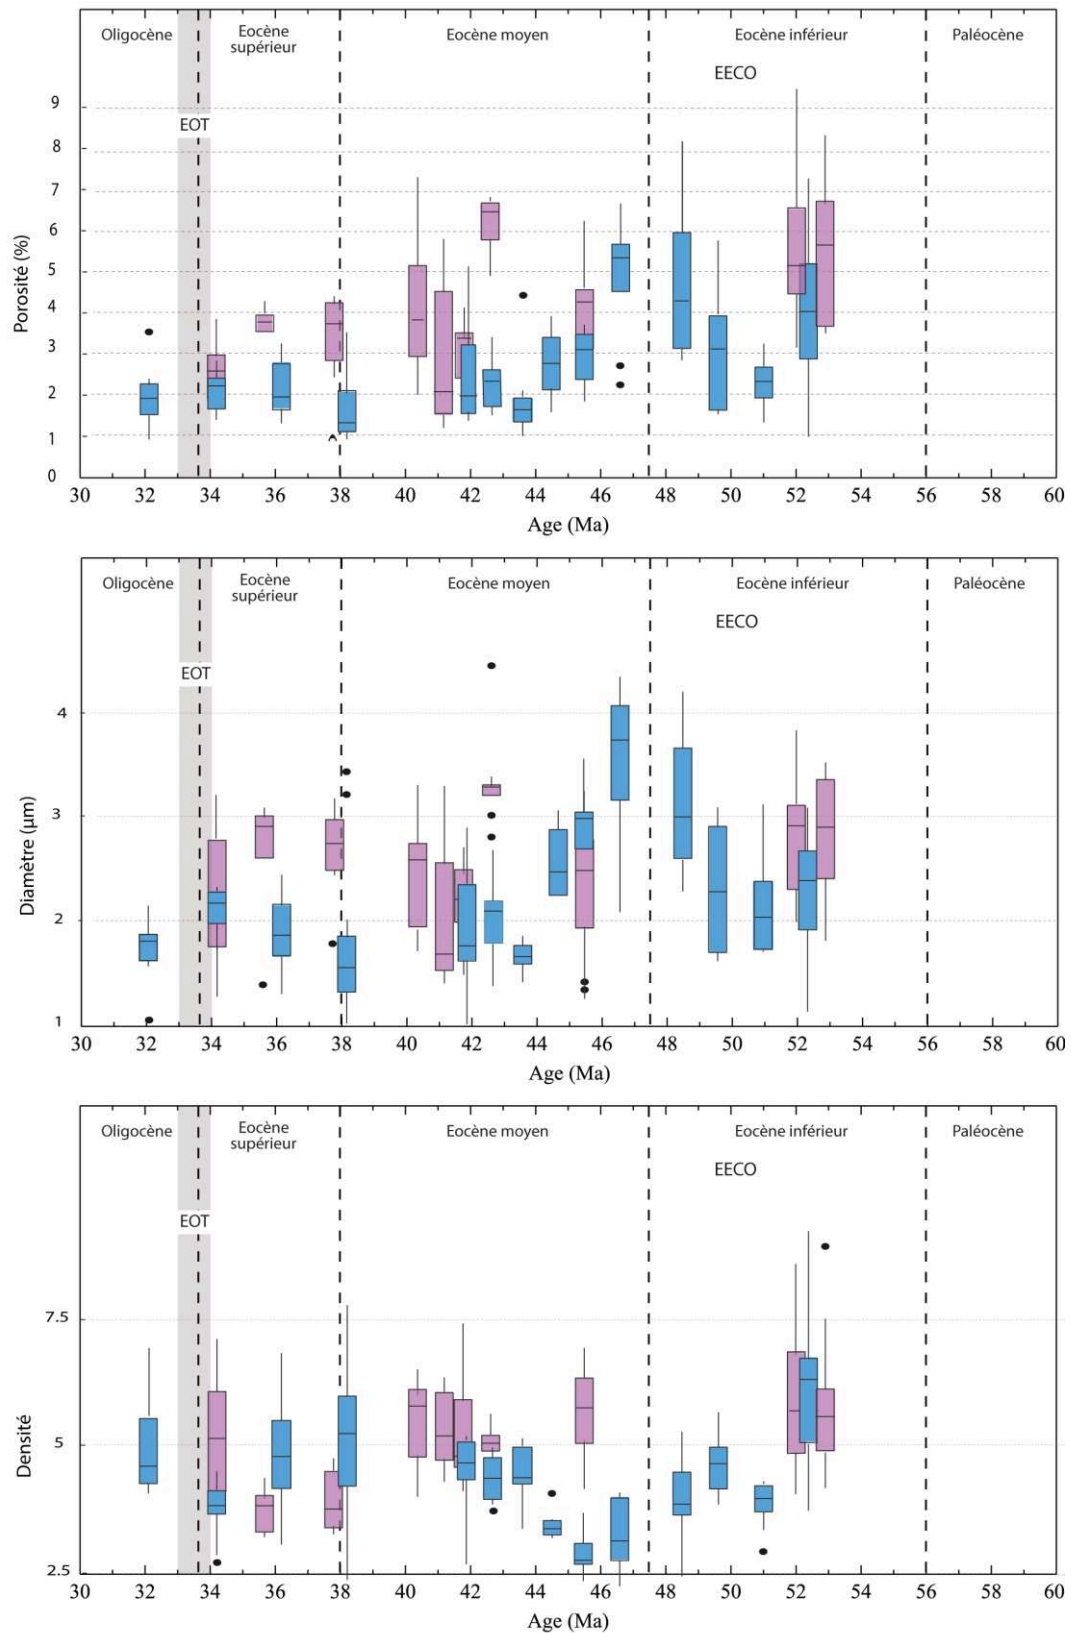 Oligocène
Eocène
supérieur
Eocène moyen
Eocène inférieur
Paléocène
EECO
EOT
9
8
7
6
5
4
3
2
1
0
Porosité (%)
30 32 34 36 38 40 42 44 46 48 50 52 54 56 58 60
Age (Ma)
Oligocène
Eocène
supérieur
Eocène moyen
Eocène inférieur
Paléocène
EECO
EOT
4
3
2
1
Diamètre (μm)
30 32 34 36 38 40 42 44 46 48 50 52 54 56 58 60
Age (Ma)
Oligocène
Eocène
supérieur
Eocène moyen
Eocène inférieur
Paléocène
EECO
EOT
7.5
5
2.5
Densité
30 32 34 36 38 40 42 44 46 48 50 52 54 56 58 60
Age (Ma)